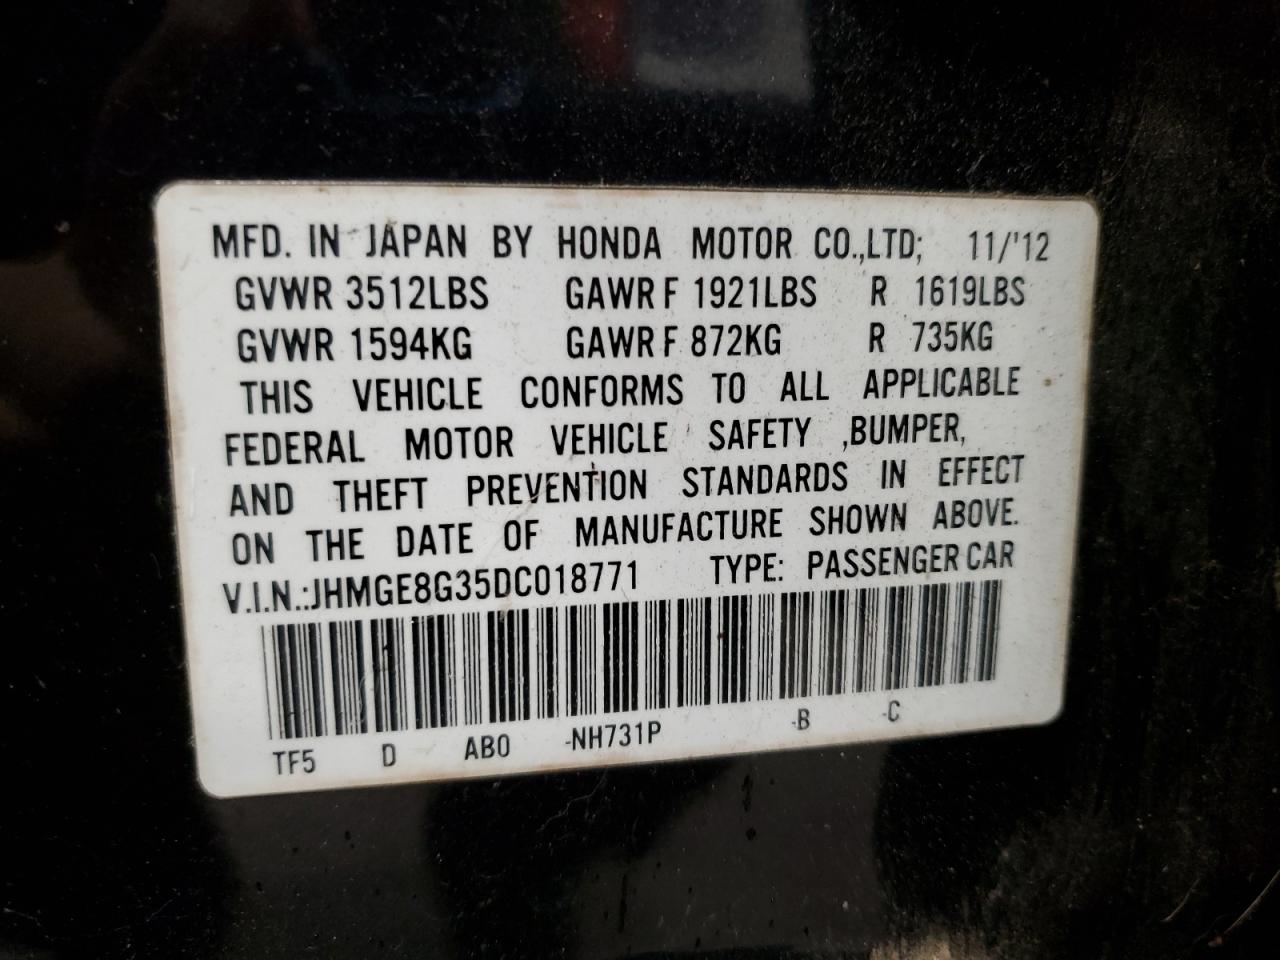 MFD. IN JAPAN BY HONDA MOTOR CO.,LTD; 11/'12
GVWR 3512LBS GAWR F 1921LBS R 1619LBS
GVWR 1594KG GAWR F 872KG R 735KG
THIS VEHICLE CONFORMS TO ALL APPLICABLE
FEDERAL MOTOR VEHICLE SAFETY ,BUMPER,
AND THEFT PREVENTION STANDARDS IN EFFECT
ON THE DATE OF MANUFACTURE SHOWN ABOVE.
V.I.N.:JHMGE8G35DC018771 TYPE: PASSENGER CAR
TF5 D AB0 -NH731P -B -C